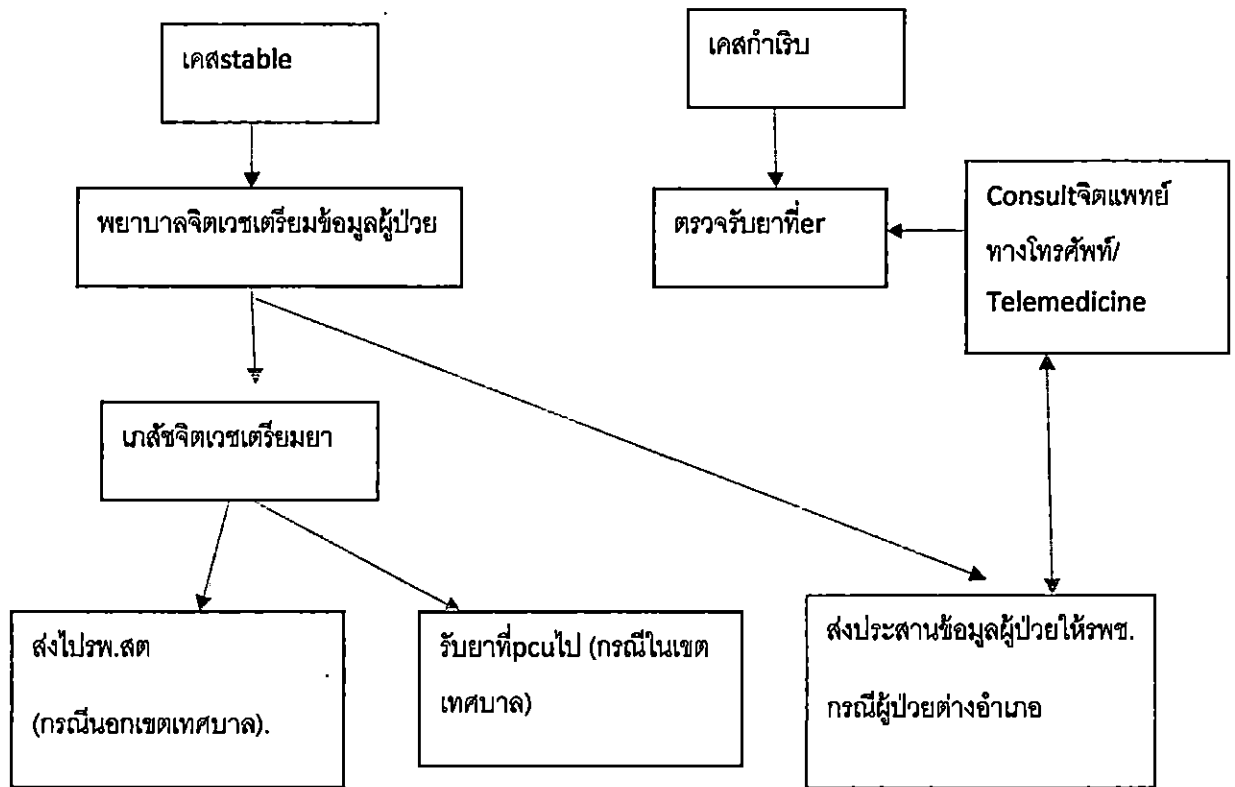 เคสstable
เคสกำเริบ
พยาบาลจิตเวชเตรียมข้อมูลผู้ป่วย
ตรวจรับยาที่er
Consultจิตแพทย์
ทางโทรศัพท์/
Telemedicine
เภสัชจิตเวชเตรียมยา
ส่งไปรพ.สต
(กรณีนอกเขตเทศบาล).
รับยาที่pcuไป (กรณีในเขต
เทศบาล)
ส่งประสานข้อมูลผู้ป่วยให้รพช.
กรณีผู้ป่วยต่างอำเภอ